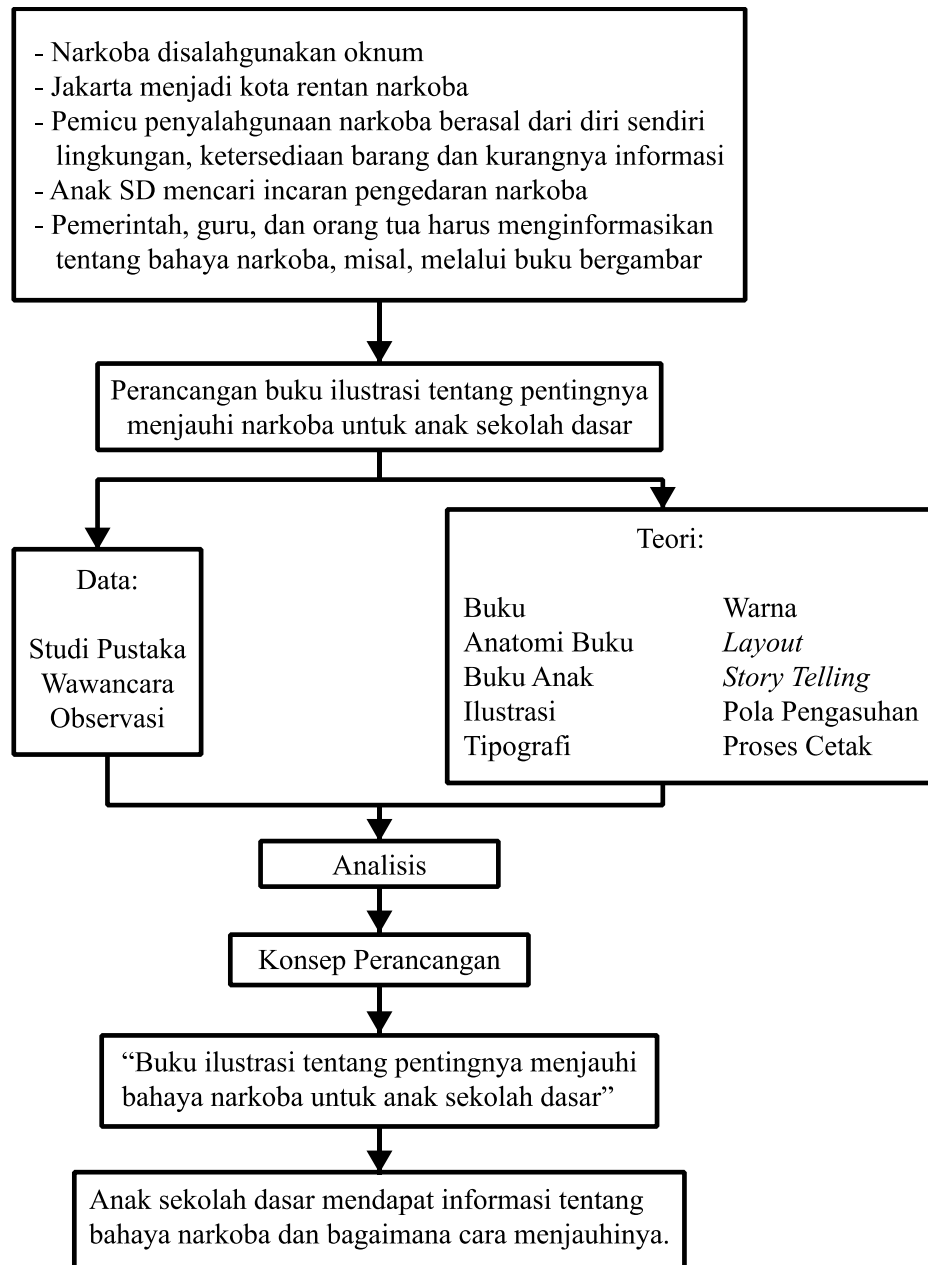 - Narkoba disalahgunakan oknum
- Jakarta menjadi kota rentan narkoba
- Pemicu penyalahgunaan narkoba berasal dari diri sendiri
lingkungan, ketersediaan barang dan kurangnya informasi
- Anak SD mencari incaran pengedaran narkoba
- Pemerintah, guru, dan orang tua harus menginformasikan
tentang bahaya narkoba, misal, melalui buku bergambar
Perancangan buku ilustrasi tentang pentingnya
menjauhi narkoba untuk anak sekolah dasar
Data:
Studi Pustaka
Wawancara
Observasi
Teori:
Buku
Anatomi Buku
Buku Anak
Ilustrasi
Tipografi
Warna
Layout
Story Telling
Pola Pengasuhan
Proses Cetak
Analisis
Konsep Perancangan
“Buku ilustrasi tentang pentingnya menjauhi
bahaya narkoba untuk anak sekolah dasar”
Anak sekolah dasar mendapat informasi tentang
bahaya narkoba dan bagaimana cara menjauhinya.